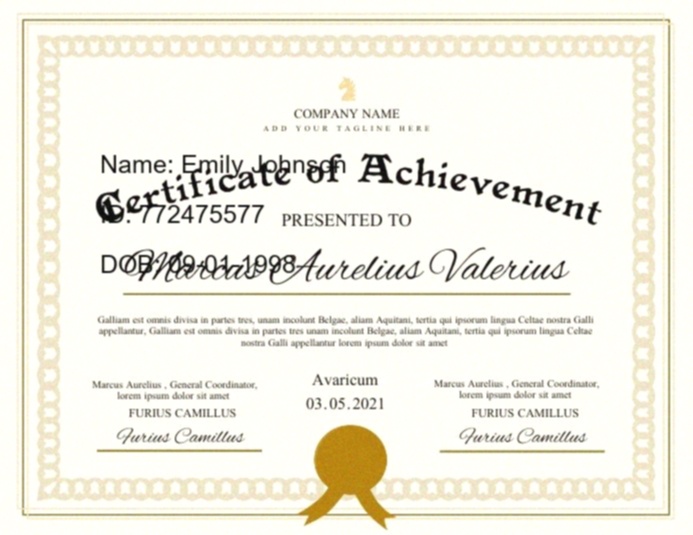 COMPANY NAME
ADD YOUR TAGLINE HERE
Name: Emily Johnson
Certificate of Achievement
ID: 772475577
PRESENTED TO
DOB: 09-01-1998
Marcus Aurelius Valerius
Galliam est omnis divisa in partes tres, unam incolunt Belgae, aliam Aquitani, tertia qui ipsorum lingua Celtae nostra Galli
appellantur, Galliam est omnis divisa in partes tres unam incolunt Belgae, aliam Aquitani, tertia qui ipsorum lingua Celtae
nostra Galli appellantur lorem ipsum dolor sit amet
Marcus Aurelius , General Coordinator,
lorem ipsum dolor sit amet
FURIUS CAMILLUS
Furius Camillus
Avaricum
03.05.2021
Marcus Aurelius , General Coordinator,
lorem ipsum dolor sit amet
FURIUS CAMILLUS
Furius Camillus